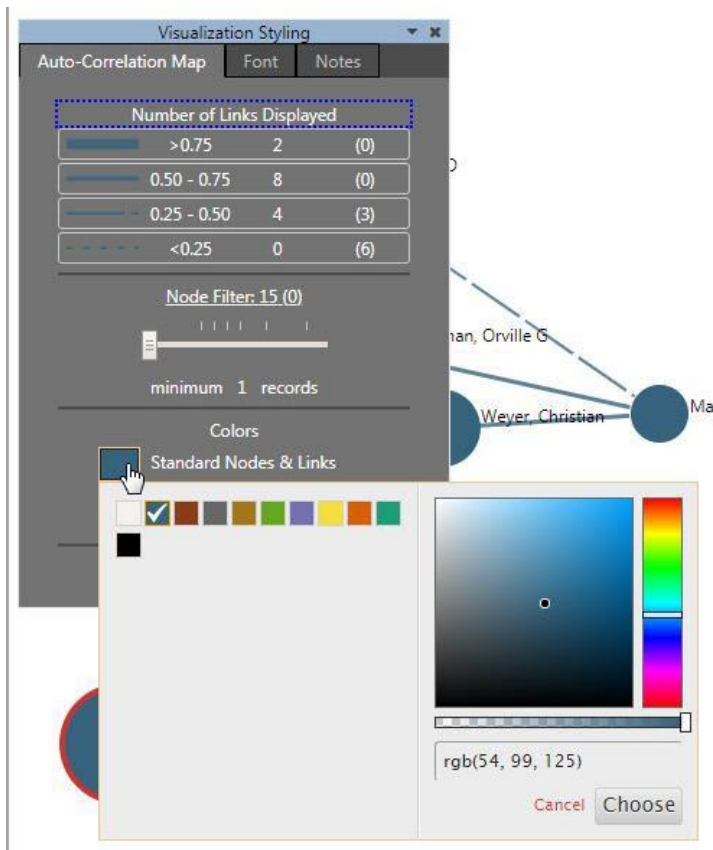 Visualization Styling
Auto-Correlation Map Font Notes
Number of Links Displayed
>0.75 2 (0)
0.50 - 0.75 8 (0)
0.25 - 0.50 4 (3)
<0.25 0 (6)
Node Filter: 15 (0)
minimum 1 records
Orville G
Weyer, Christian
Colors
Standard Nodes & Links
rgb(54, 99, 125)
Cancel Choose